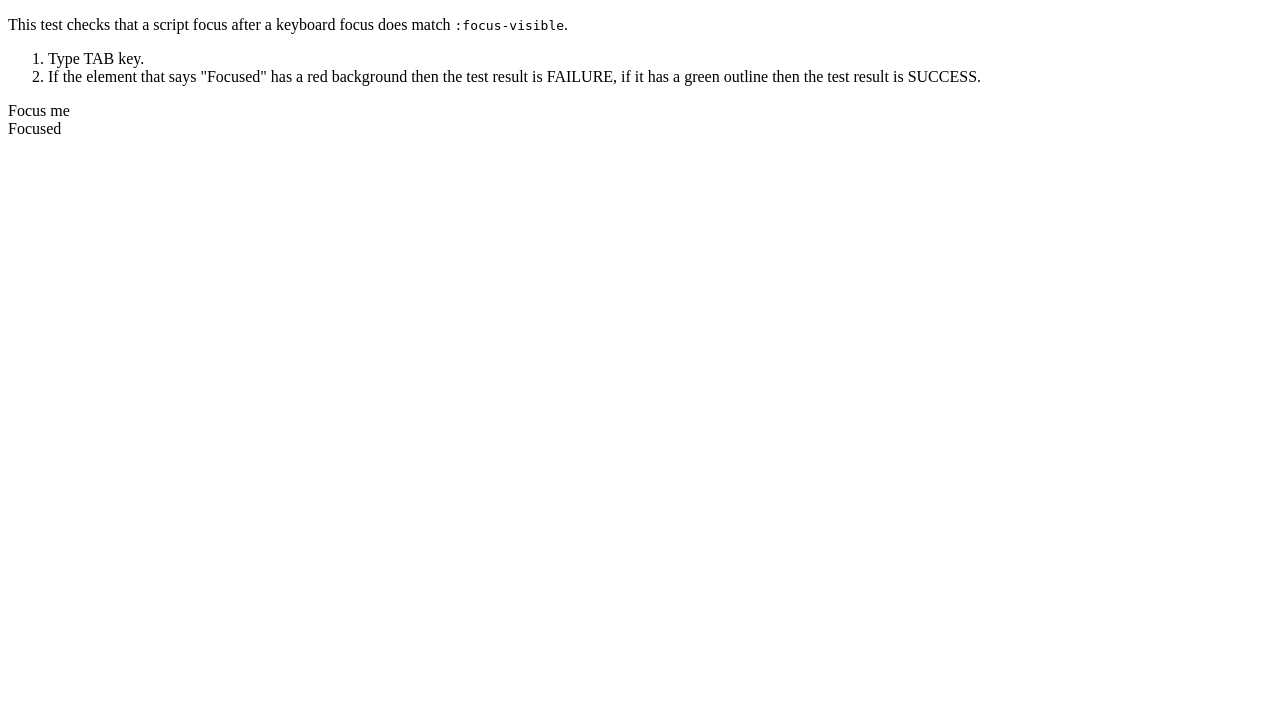 This test checks that a script focus after a keyboard focus does match :focus-visible.
1. Type TAB key.
2. If the element that says "Focused" has a red background then the test result is FAILURE, if it has a green outline then the test result is SUCCESS.
Focus me
Focused